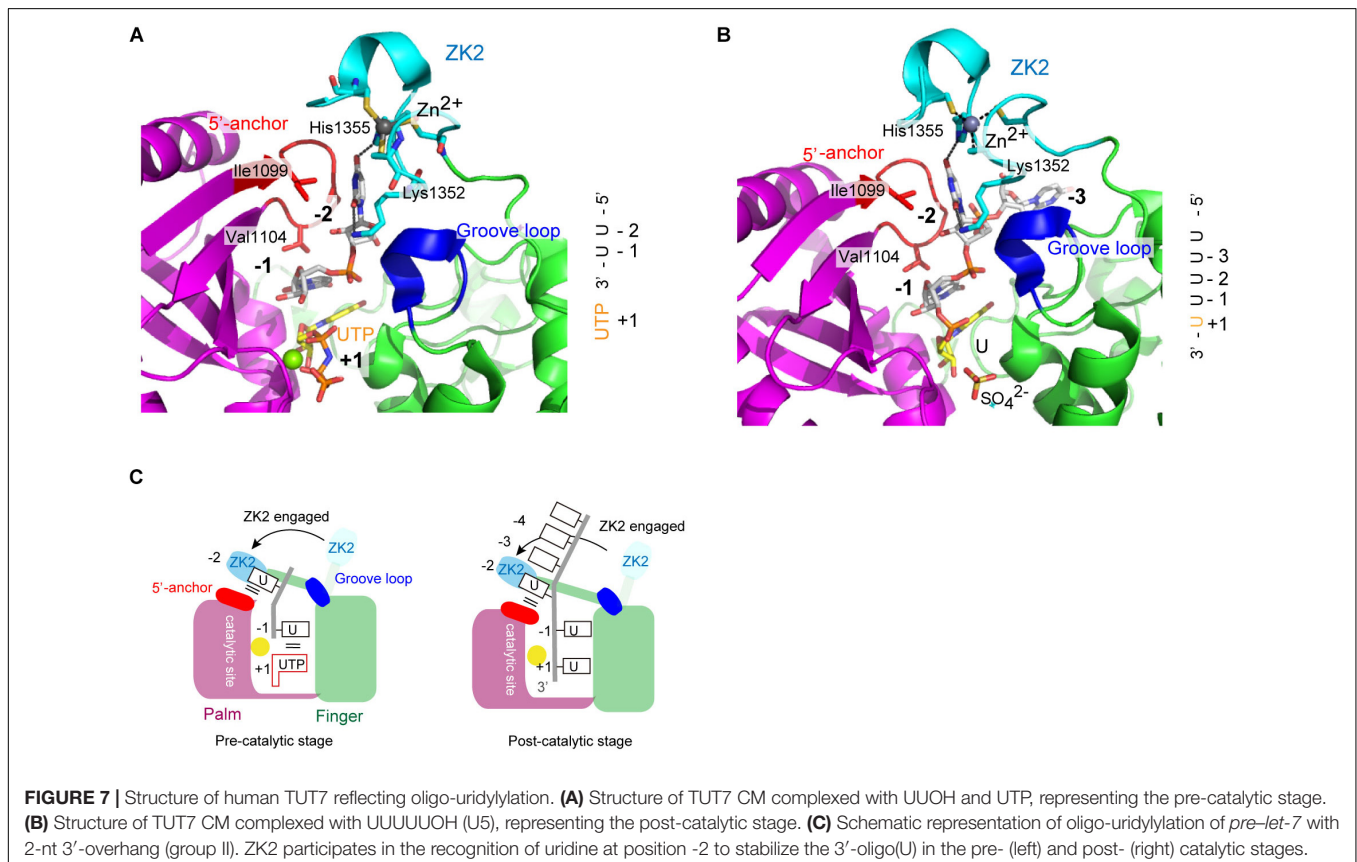 A
ZK2
Zn2+
His1355
5'-anchor
Ile1099
Lys1352
-2
Val1104
Groove loop
-1
UTP
+1
UTP 3' - U U - 5'
+1 - 1 - 2
B
ZK2
His1355
Zn2+
5'-anchor
Lys1352
Ile1099
-2
-3
Val1104
Groove loop
-1
U
SO42-
3' - U U U U U - 5'
+1 - 1 - 2 - 3
C
ZK2 engaged
ZK2
-2
ZK2
U
5'-anchor
Groove loop
catalytic site
-1
U
+1
UTP
Palm
Finger
Pre-catalytic stage
-4
-3
ZK2 engaged
-2
ZK2
ZK2
U
catalytic site
-1
U
+1
U
3'
Post-catalytic stage
FIGURE 7 | Structure of human TUT7 reflecting oligo-uridylylation. (A) Structure of TUT7 CM complexed with UUOH and UTP, representing the pre-catalytic stage.
(B) Structure of TUT7 CM complexed with UUUUUOH (U5), representing the post-catalytic stage. (C) Schematic representation of oligo-uridylylation of pre–let-7 with
2-nt 3′-overhang (group II). ZK2 participates in the recognition of uridine at position -2 to stabilize the 3′-oligo(U) in the pre- (left) and post- (right) catalytic stages.